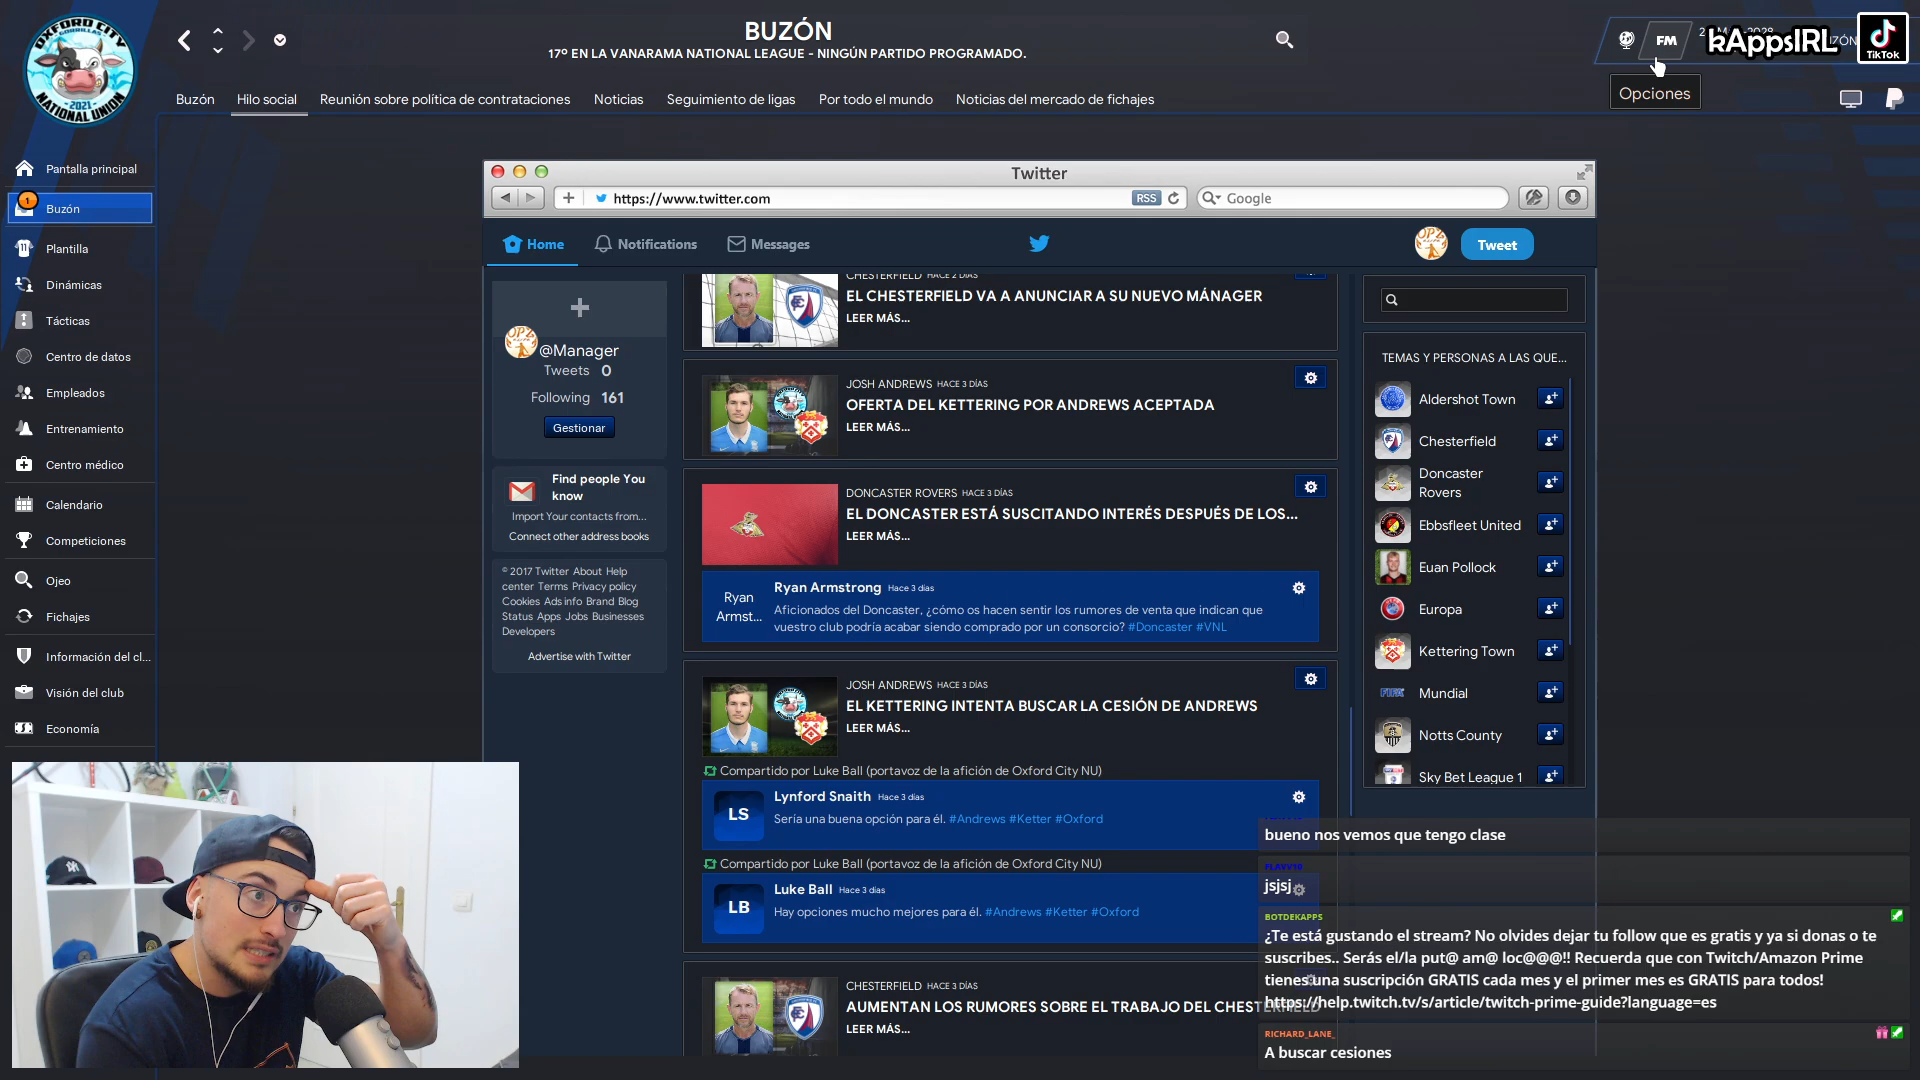 OXFORD CITY
GORRILLAS
2021
NATIONAL UNION
BUZÓN
17º EN LA VANARAMA NATIONAL LEAGUE - NINGÚN PARTIDO PROGRAMADO.
FM
kAppsIRL
TikTok
Opciones
Buzón
Hilo social
Reunión sobre política de contrataciones
Noticias
Seguimiento de ligas
Por todo el mundo
Noticias del mercado de fichajes
Pantalla principal
1
Buzón
Plantilla
Dinámicas
Tácticas
Centro de datos
Empleados
Entrenamiento
Centro médico
Calendario
Competiciones
Ojeo
Fichajes
Información del cl...
Visión del club
Economía
Twitter
https://www.twitter.com
RSS
Google
Home
Notifications
Messages
Tweet
@Manager
Tweets 0
Following 161
Gestionar
Find people You
know
Import Your contacts from...
Connect other address books
© 2017 Twitter About Help
center Terms Privacy policy
Cookies Ads info Brand Blog
Status Apps Jobs Businesses
Developers
Advertise with Twitter
CHESTERFIELD HACE 2 DÍAS
EL CHESTERFIELD VA A ANUNCIAR A SU NUEVO MÁNAGER
LEER MÁS...
JOSH ANDREWS HACE 3 DÍAS
OFERTA DEL KETTERING POR ANDREWS ACEPTADA
LEER MÁS...
DONCASTER ROVERS HACE 3 DÍAS
EL DONCASTER ESTÁ SUSCITANDO INTERÉS DESPUÉS DE LOS...
LEER MÁS...
Ryan
Armst...
Ryan Armstrong Hace 3 días
Aficionados del Doncaster, ¿cómo os hacen sentir los rumores de venta que indican que
vuestro club podría acabar siendo comprado por un consorcio? #Doncaster #VNL
JOSH ANDREWS HACE 3 DÍAS
EL KETTERING INTENTA BUSCAR LA CESIÓN DE ANDREWS
LEER MÁS...
Compartido por Luke Ball (portavoz de la afición de Oxford City NU)
LS
Lynford Snaith Hace 3 días
Sería una buena opción para él. #Andrews #Ketter #Oxford
Compartido por Luke Ball (portavoz de la afición de Oxford City NU)
LB
Luke Ball Hace 3 días
Hay opciones mucho mejores para él. #Andrews #Ketter #Oxford
CHESTERFIELD HACE 3 DÍAS
AUMENTAN LOS RUMORES SOBRE EL TRABAJO DEL CHESTERFIELD
LEER MÁS...
TEMAS Y PERSONAS A LAS QUE...
Aldershot Town
Chesterfield
Doncaster
Rovers
Ebbsfleet United
Euan Pollock
Europa
Kettering Town
FIFA
Mundial
Notts County
Sky Bet League 1
bueno nos vemos que tengo clase
jsjsj
BOTDEKAPPS
¿Te está gustando el stream? No olvides dejar tu follow que es gratis y ya si donas o te
suscribes.. Serás el/la put@ am@ loc@@@!! Recuerda que con Twitch/Amazon Prime
tienes una suscripción GRATIS cada mes y el primer mes es GRATIS para todos!
https://help.twitch.tv/s/article/twitch-prime-guide?language=es
RICHARD_LANE_
A buscar cesiones